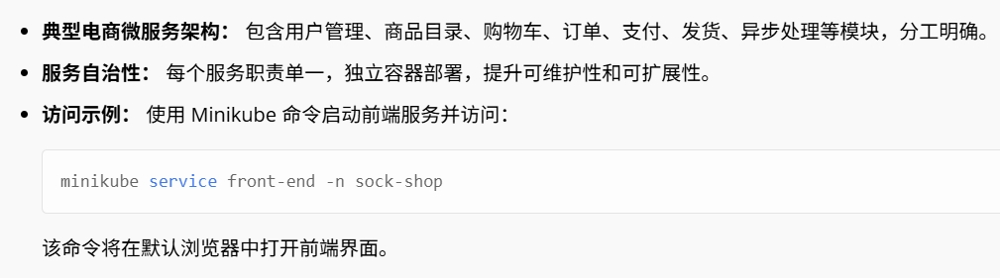 • 典型电商微服务架构： 包含用户管理、商品目录、购物车、订单、支付、发货、异步处理等模块，分工明确。
• 服务自治性： 每个服务职责单一，独立容器部署，提升可维护性和可扩展性。
• 访问示例： 使用 Minikube 命令启动前端服务并访问：
minikube service front-end -n sock-shop
该命令将在默认浏览器中打开前端界面。